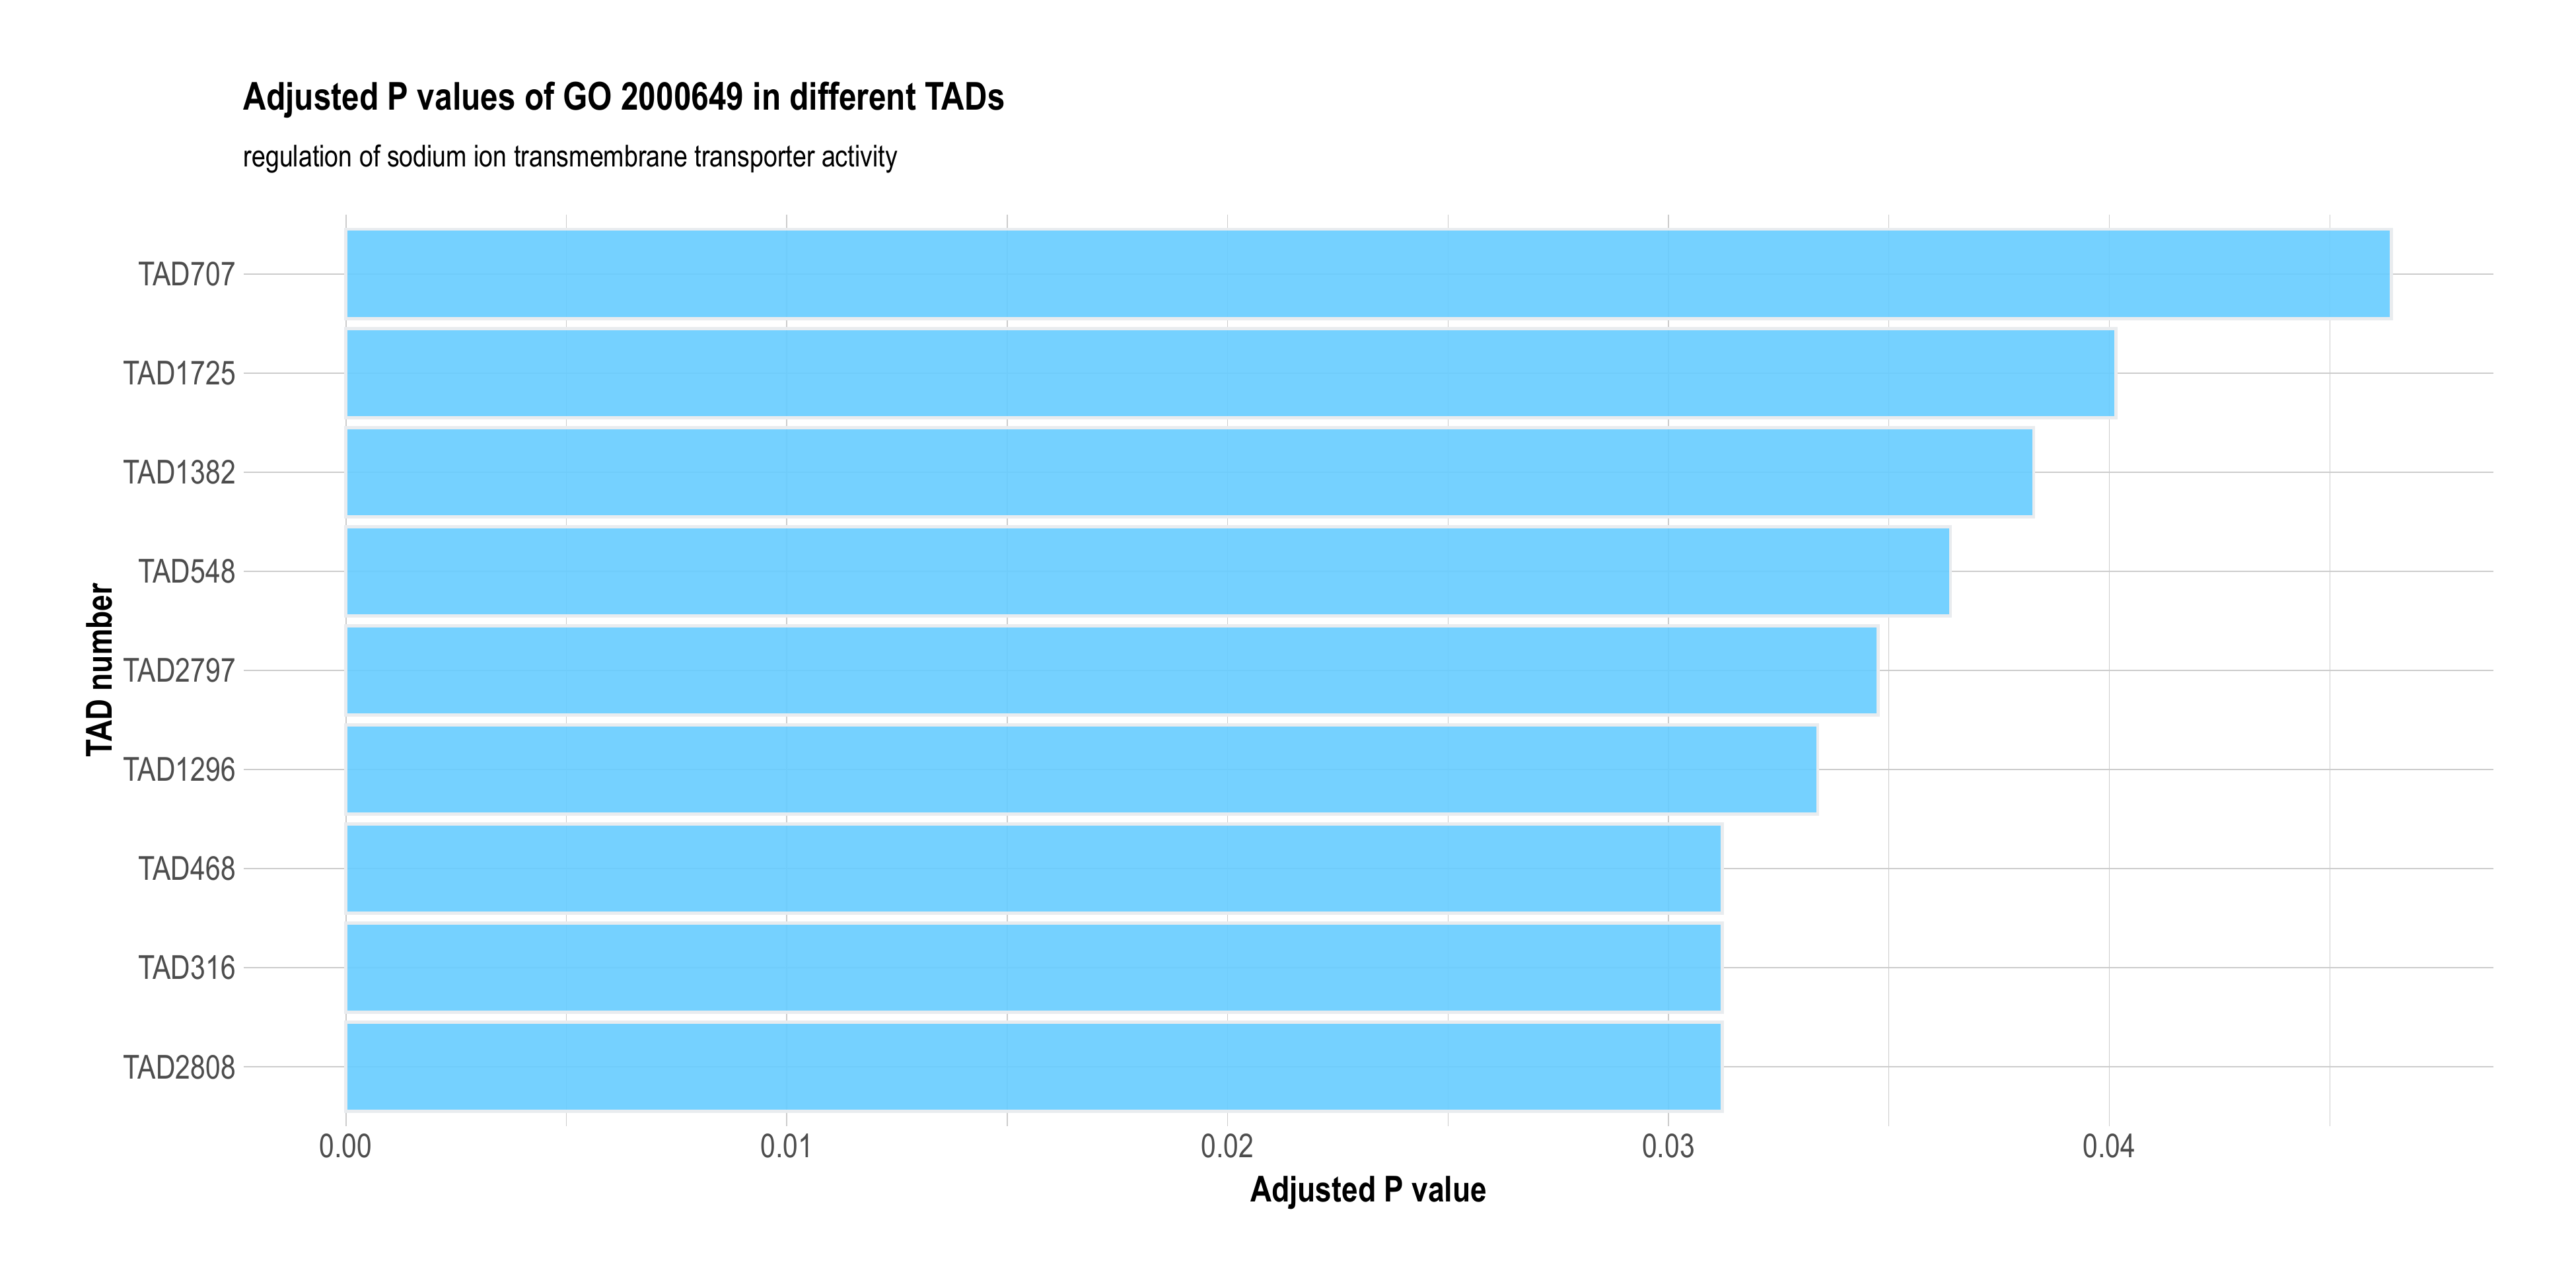 Adjusted P values of GO 2000649 in different TADs
regulation of sodium ion transmembrane transporter activity
TAD number
TAD707
TAD1725
TAD1382
TAD548
TAD2797
TAD1296
TAD468
TAD316
TAD2808
0.00 0.01 0.02 0.03 0.04
Adjusted P value